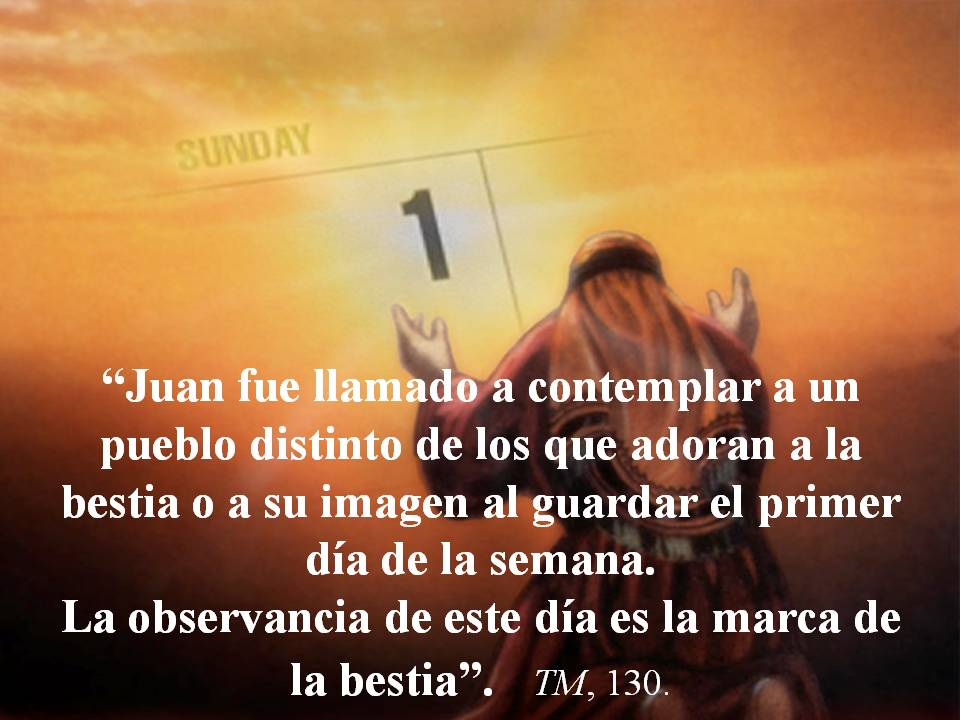 SUNDAY
1
“Juan fue llamado a contemplar a un
pueblo distinto de los que adoran a la
bestia o a su imagen al guardar el primer
día de la semana.
La observancia de este día es la marca de
la bestia”. TM, 130.